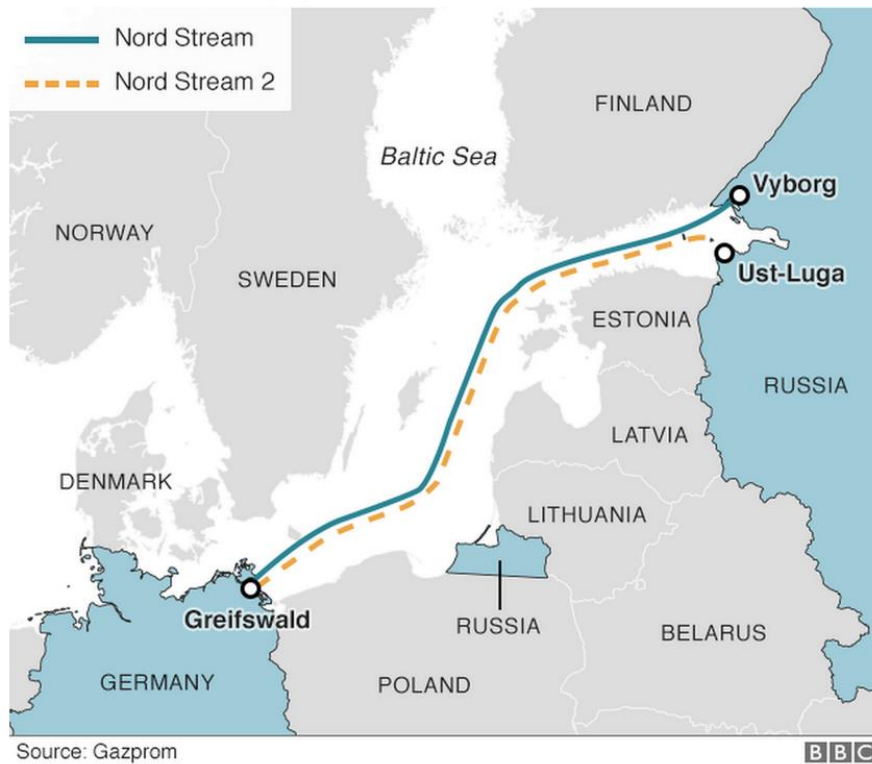 Nord Stream
Nord Stream 2
FINLAND
Baltic Sea
Vyborg
NORWAY
SWEDEN
Ust-Luga
ESTONIA
RUSSIA
LATVIA
DENMARK
LITHUANIA
Greifswald
RUSSIA
BELARUS
GERMANY
POLAND
Source: Gazprom
BBC